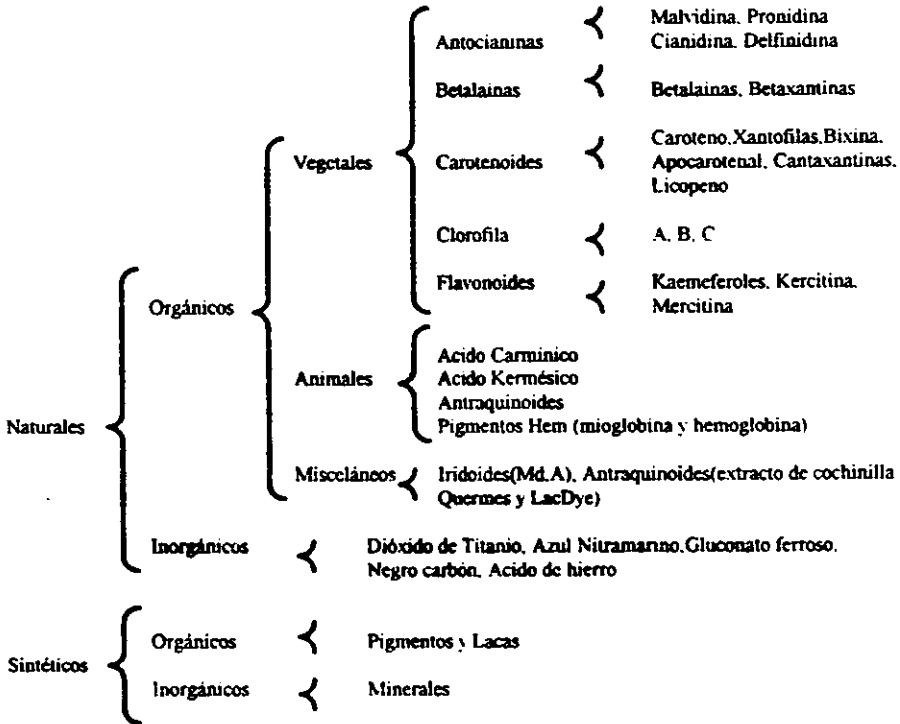 Malvidina, Pronidina
Antocianinas
Cianidina, Delfinidina
Betalainas
Betalainas, Betaxantinas
Caroteno,Xantofilas,Bixina,
Vegetales
Carotenoides
Apocarotenal, Cantaxantinas,
Licopeno
Clorofila
A, B, C
Flavonoides
Kaemeferoles, Kercitina,
Mercitina
Orgánicos
Animales
Acido Carmínico
Acido Kermésico
Antraquinoides
Pigmentos Hem (mioglobina y hemoglobina)
Naturales
Misceláneos
Iridoides(Md.A), Antraquinoides(extracto de cochinilla
Quermes y LacDye)
Inorgánicos
Dióxido de Titanio, Azul Nitramarino,Gluconato ferroso,
Negro carbón, Acido de hierro
Sintéticos
Orgánicos
Pigmentos y Lacas
Inorgánicos
Minerales